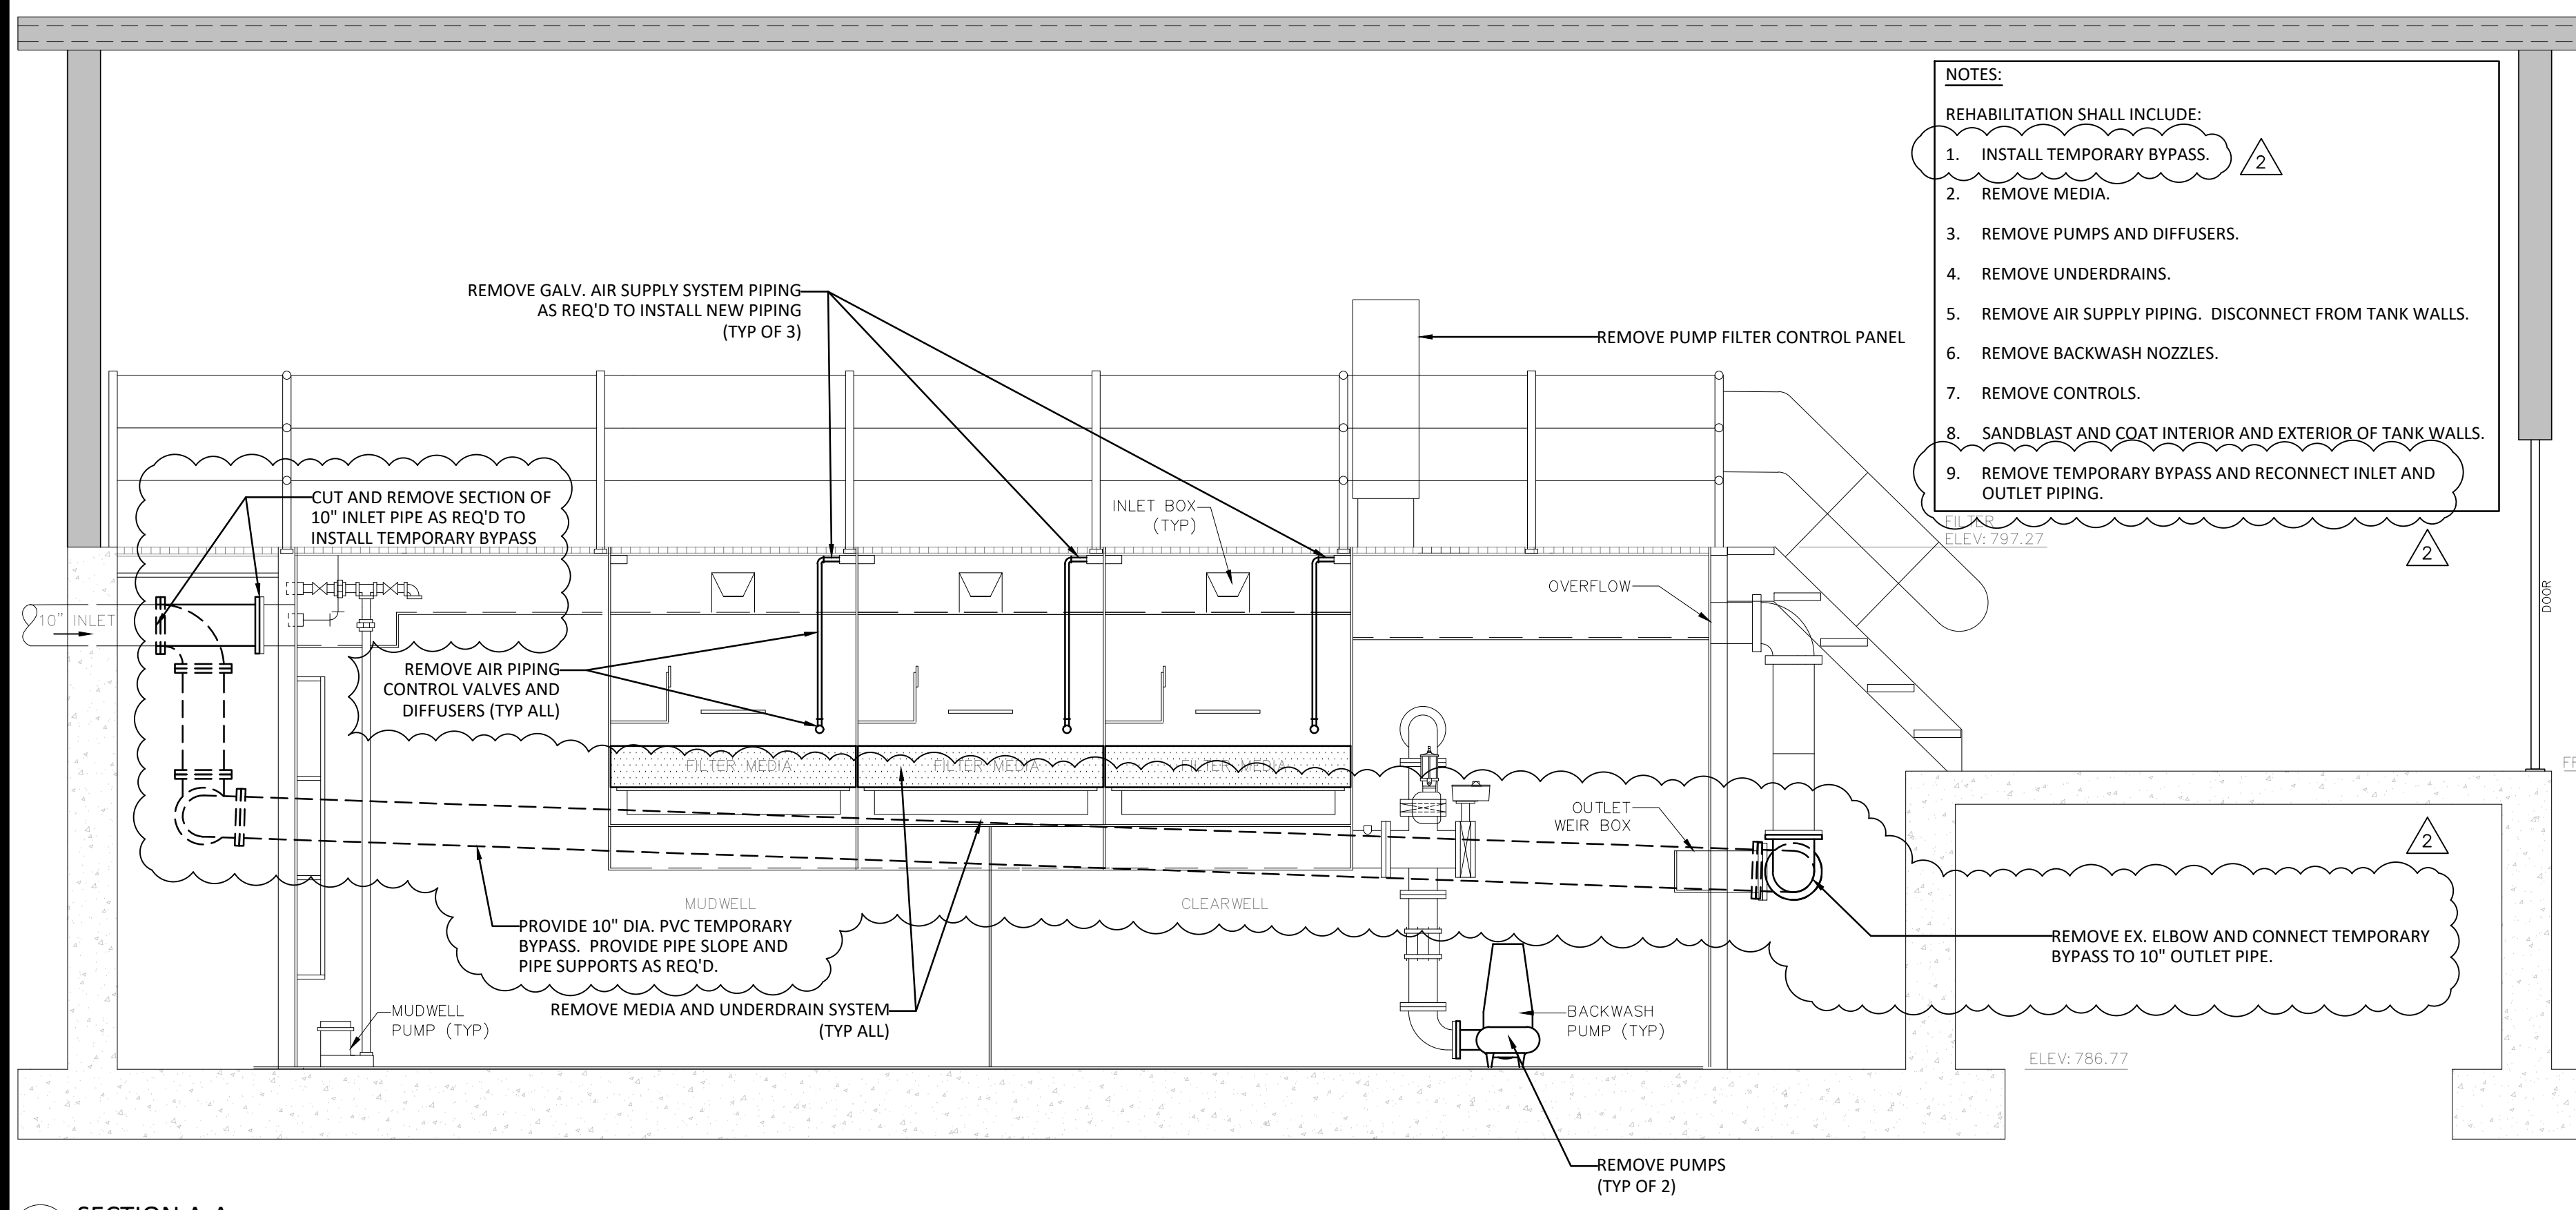 NOTES:
REHABILITATION SHALL INCLUDE:
1. INSTALL TEMPORARY BYPASS.
2
2. REMOVE MEDIA.
3. REMOVE PUMPS AND DIFFUSERS.
4. REMOVE UNDERDRAINS.
5. REMOVE AIR SUPPLY PIPING. DISCONNECT FROM TANK WALLS.
6. REMOVE BACKWASH NOZZLES.
7. REMOVE CONTROLS.
8. SANDBLAST AND COAT INTERIOR AND EXTERIOR OF TANK WALLS.
9. REMOVE TEMPORARY BYPASS AND RECONNECT INLET AND
OUTLET PIPING.
2
REMOVE GALV. AIR SUPPLY SYSTEM PIPING
AS REQ'D TO INSTALL NEW PIPING
(TYP OF 3)
REMOVE PUMP FILTER CONTROL PANEL
CUT AND REMOVE SECTION OF
10" INLET PIPE AS REQ'D TO
INSTALL TEMPORARY BYPASS
INLET BOX
(TYP)
FILTER
ELEV: 797.27
OVERFLOW
DOOR
10" INLET
REMOVE AIR PIPING
CONTROL VALVES AND
DIFFUSERS (TYP ALL)
FILTER MEDIA
FILTER MEDIA
FILTER MEDIA
OUTLET
WEIR BOX
2
MUDWELL
CLEARWELL
PROVIDE 10" DIA. PVC TEMPORARY
BYPASS. PROVIDE PIPE SLOPE AND
PIPE SUPPORTS AS REQ'D.
REMOVE EX. ELBOW AND CONNECT TEMPORARY
BYPASS TO 10" OUTLET PIPE.
REMOVE MEDIA AND UNDERDRAIN SYSTEM
(TYP ALL)
MUDWELL
PUMP (TYP)
BACKWASH
PUMP (TYP)
ELEV: 786.77
REMOVE PUMPS
(TYP OF 2)
SECTION A-A